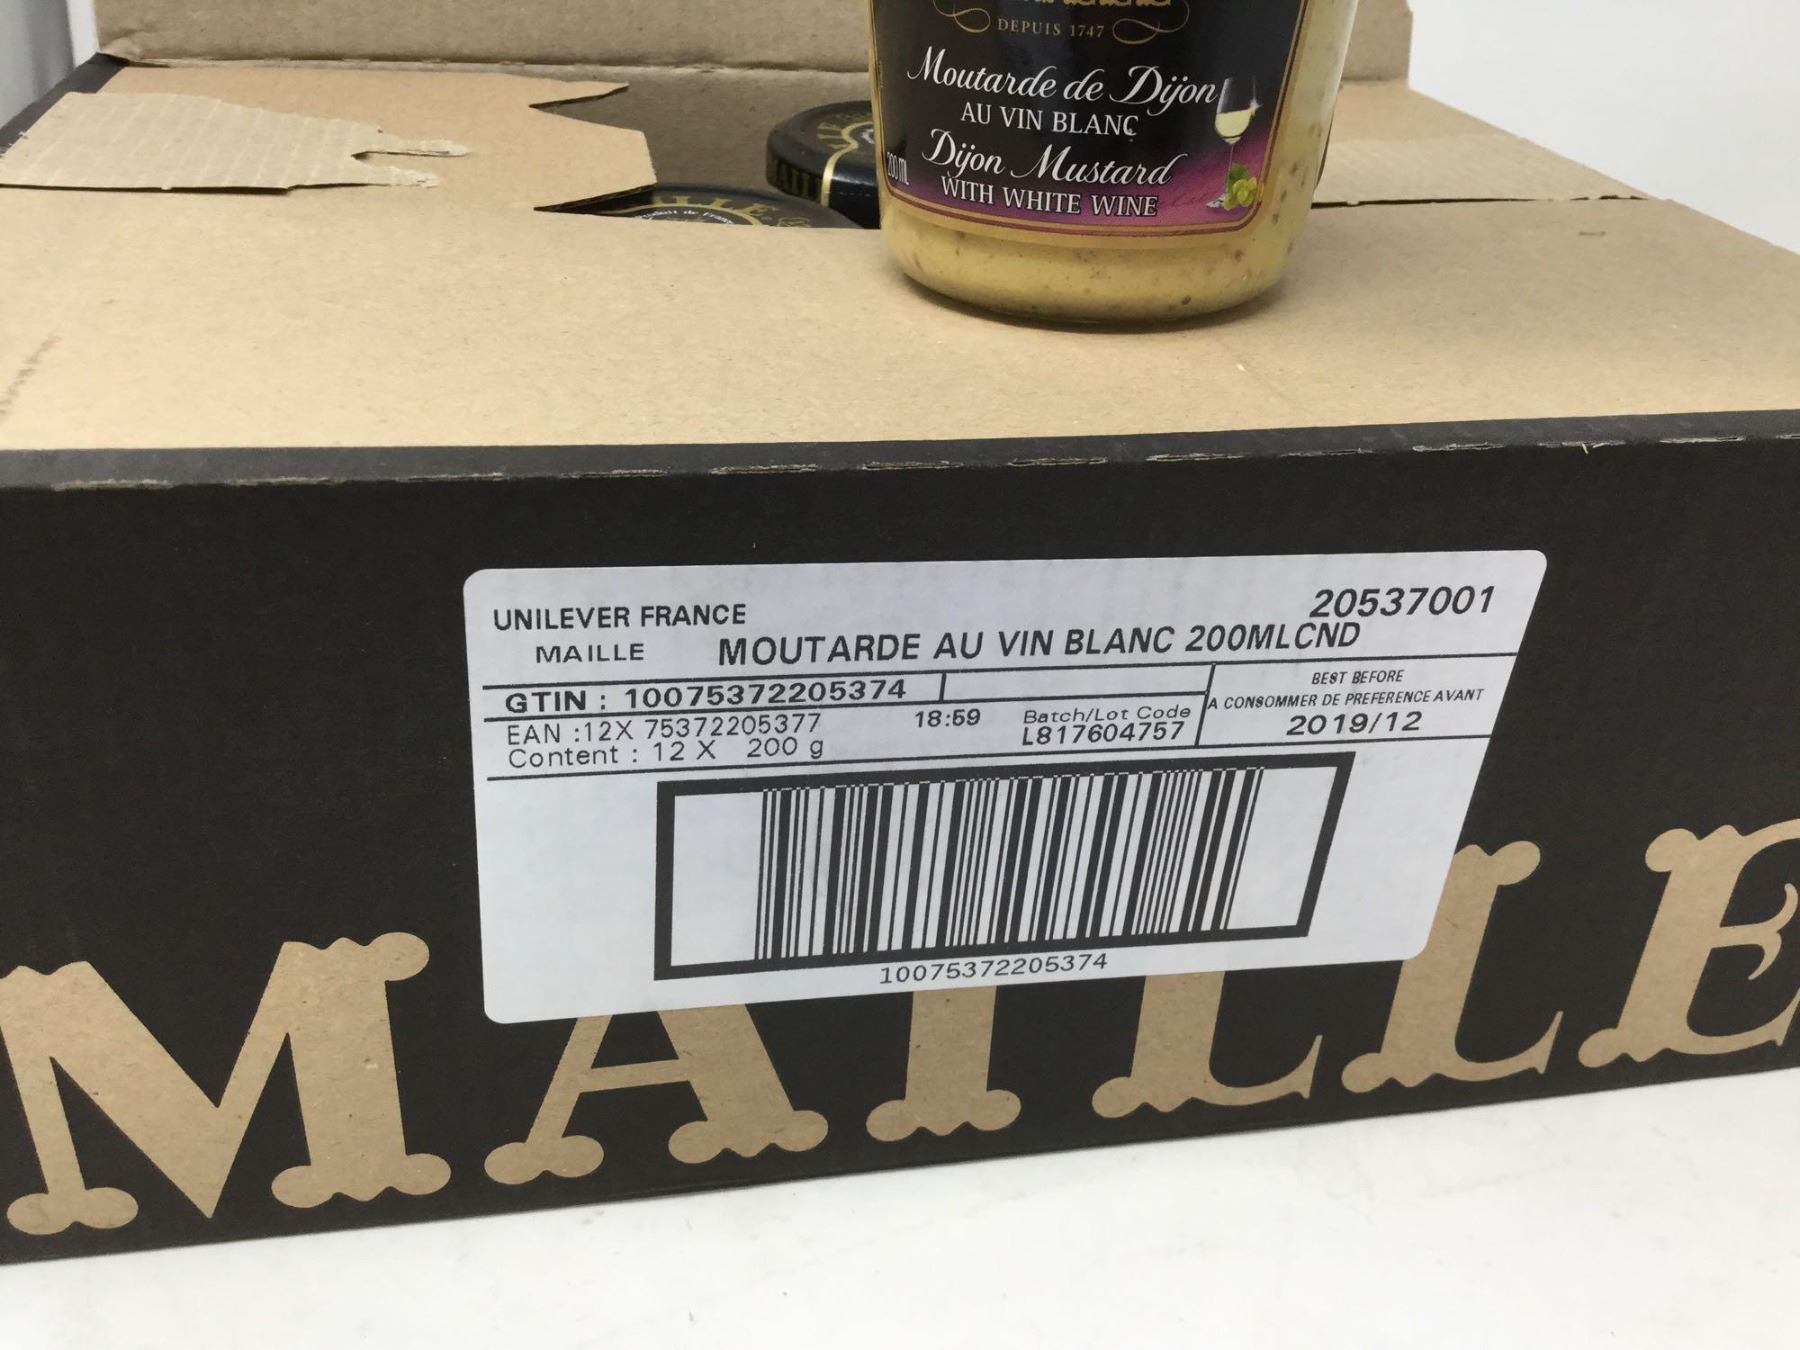 DEPUIS 1747
Moutarde de Dijon
AU VIN BLANC
Dijon Mustard
WITH WHITE WINE
200 ML
UNILEVER FRANCE
20537001
MAILLE MOUTARDE AU VIN BLANC 200MLCND
GTIN : 10075372205374
EAN :12X 75372205377
18:59
Content : 12 X 200 g
Batch/Lot Code
L817604757
BEST BEFORE
A CONSOMMER DE PREFERENCE AVANT
2019/12
10075372205374
MAILLE